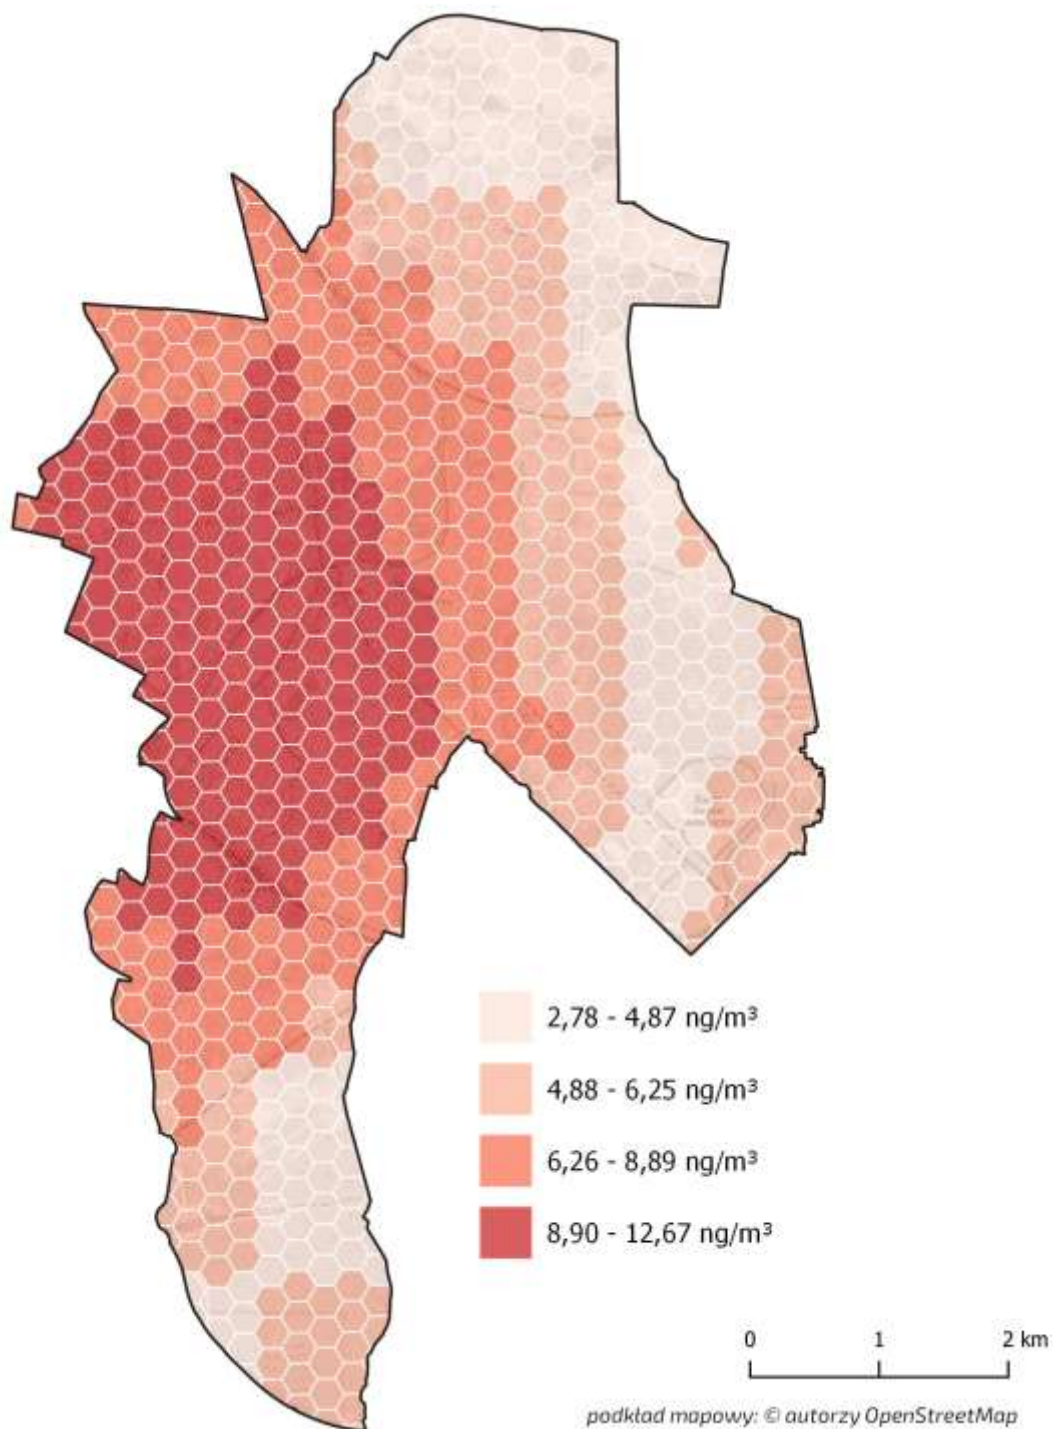 2,78 - 4,87 ng/m³
4,88 - 6,25 ng/m³
6,26 - 8,89 ng/m³
8,90 - 12,67 ng/m³
0 1 2 km
podkład mapowy: © autorzy OpenStreetMap